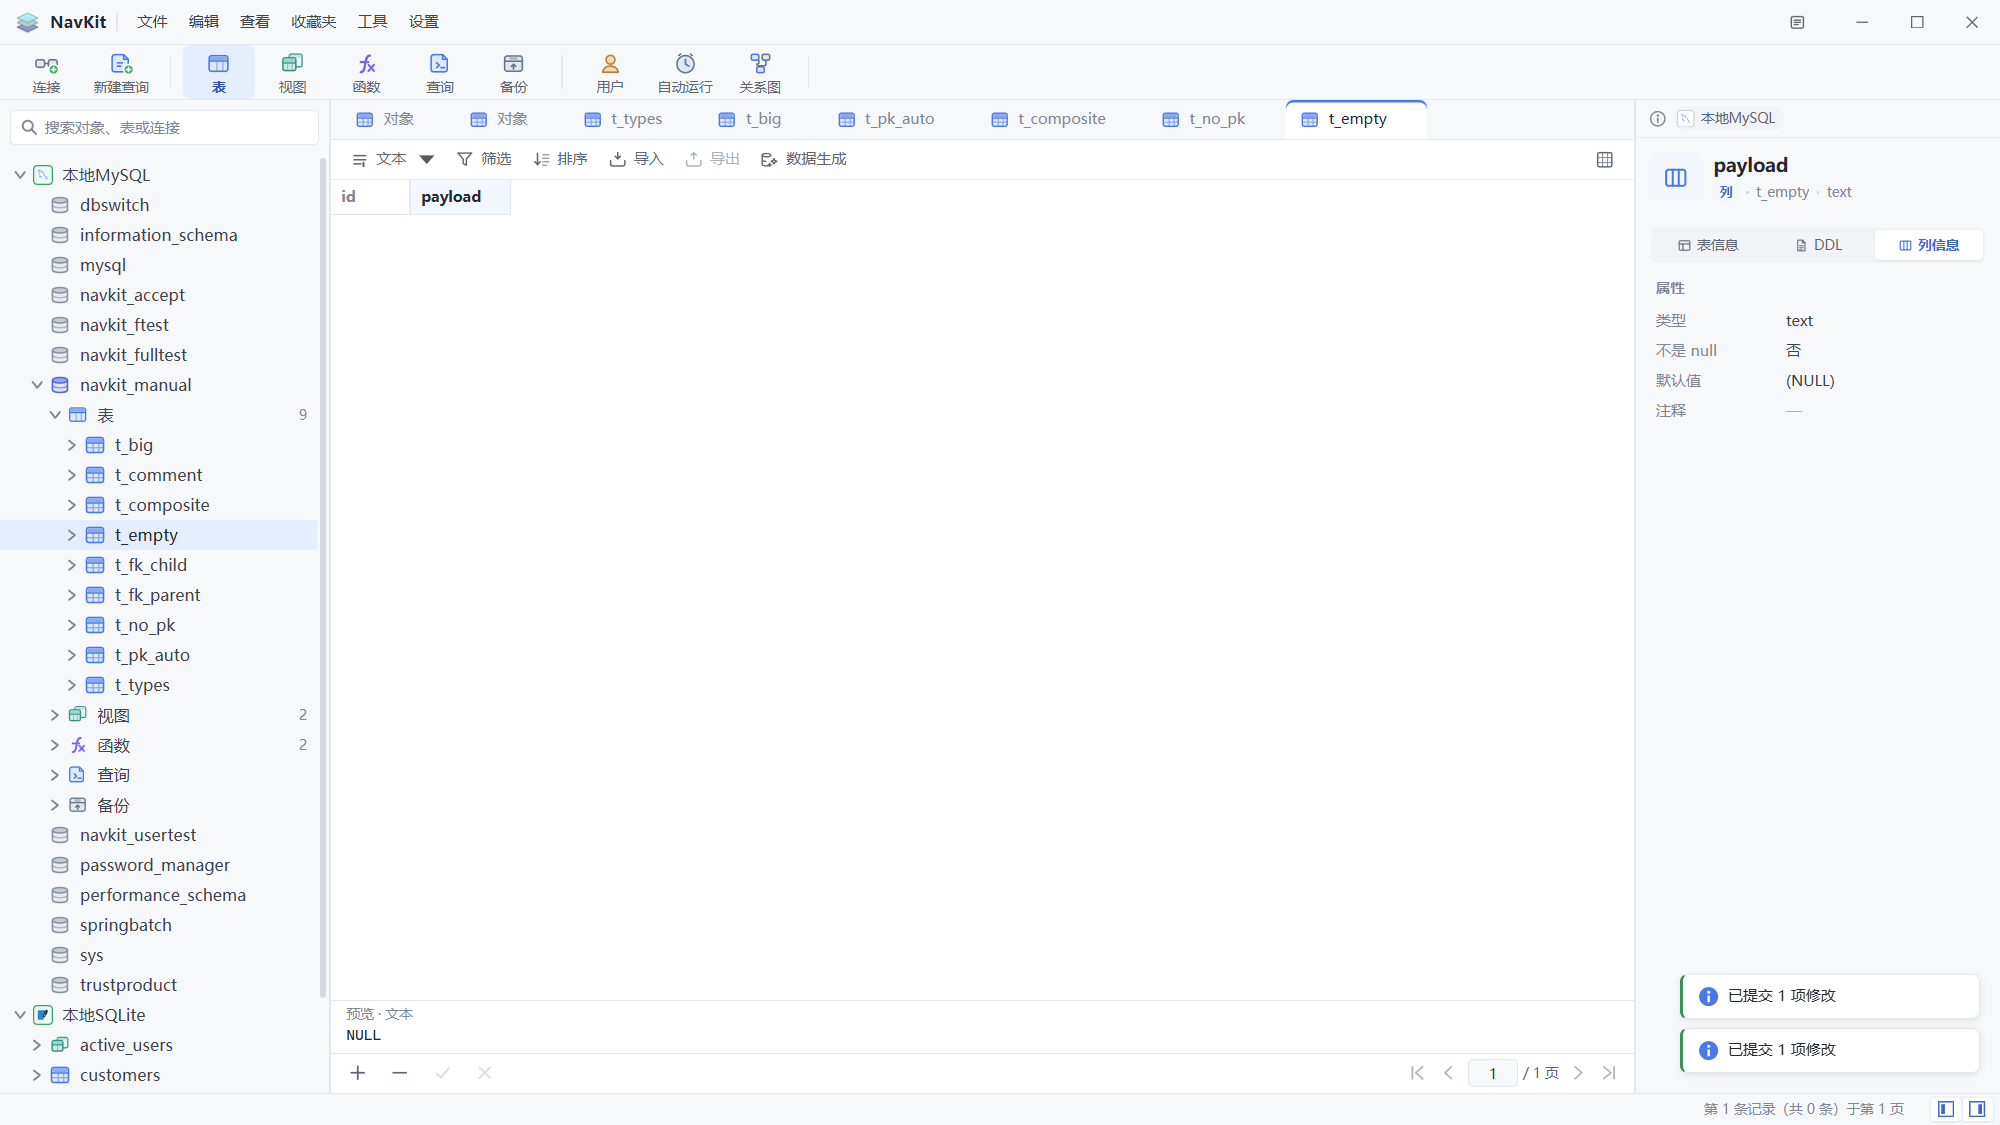 NavKit 文件 编辑 查看 收藏夹 工具 设置
连接 新建查询 表 视图 函数 查询 备份 用户 自动运行 关系图
搜索对象、表或连接
本地MySQL
dbswitch
information_schema
mysql
navkit_accept
navkit_ftest
navkit_fulltest
navkit_manual
表 9
t_big
t_comment
t_composite
t_empty
t_fk_child
t_fk_parent
t_no_pk
t_pk_auto
t_types
视图 2
函数 2
查询
备份
navkit_usertest
password_manager
performance_schema
springbatch
sys
trustproduct
本地SQLite
active_users
customers
对象 对象 t_types t_big t_pk_auto t_composite t_no_pk t_empty
文本 筛选 排序 导入 导出 数据生成
id payload
预览 · 文本
NULL
1 / 1 页
本地MySQL
payload
列 · t_empty · text
表信息 DDL 列信息
属性
类型 text
不是 null 否
默认值 (NULL)
注释 —
已提交 1 项修改
已提交 1 项修改
第 1 条记录（共 0 条）于第 1 页